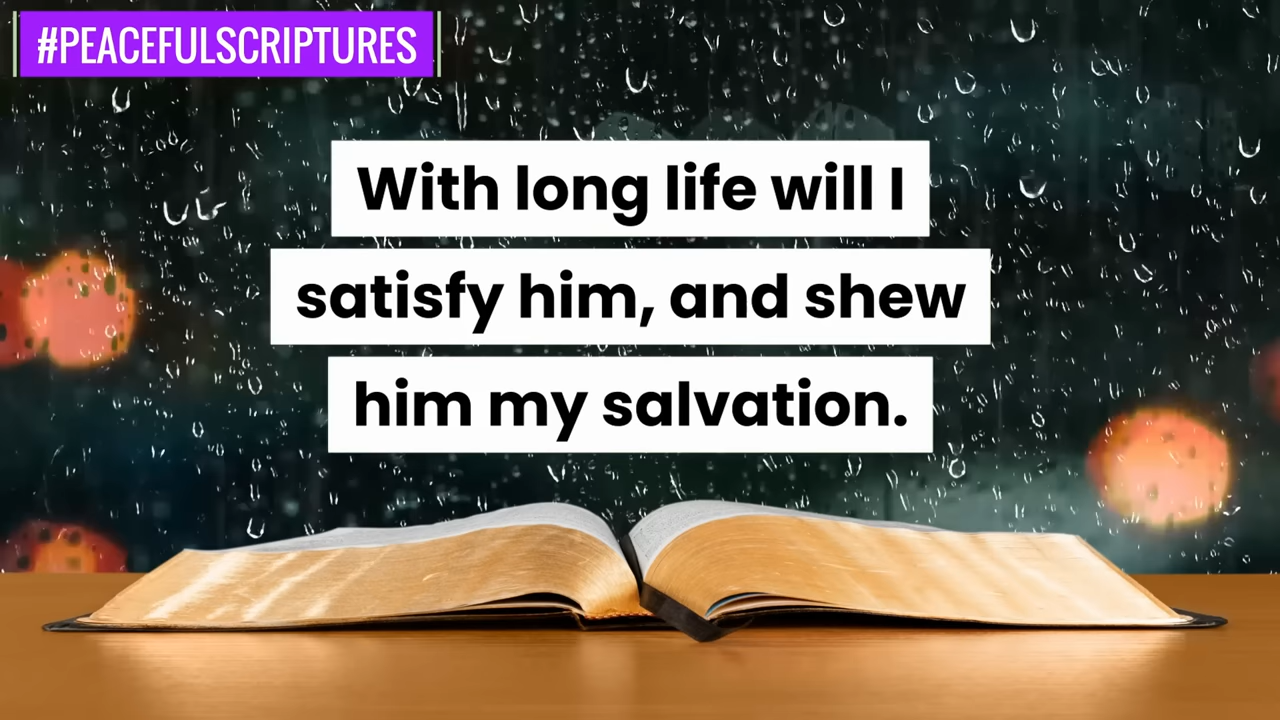 #PEACEFULSCRIPTURES
With long life will I
satisfy him, and shew
him my salvation.